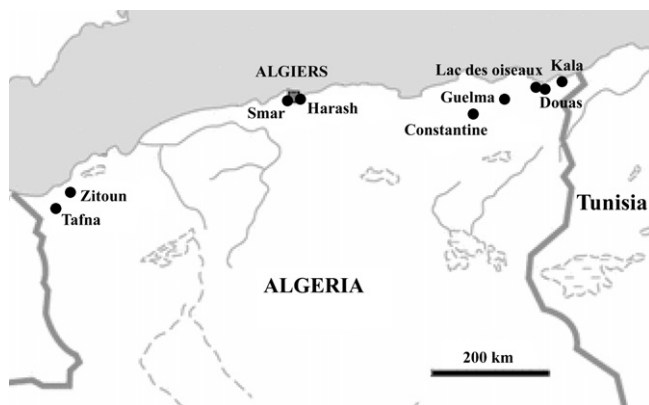 Kala
Lac des oiseaux
ALGIERS
Guelma
Douas
Smar
Harash
Constantine
Zitoun
Tunisia
Tafna
ALGERIA
200 km